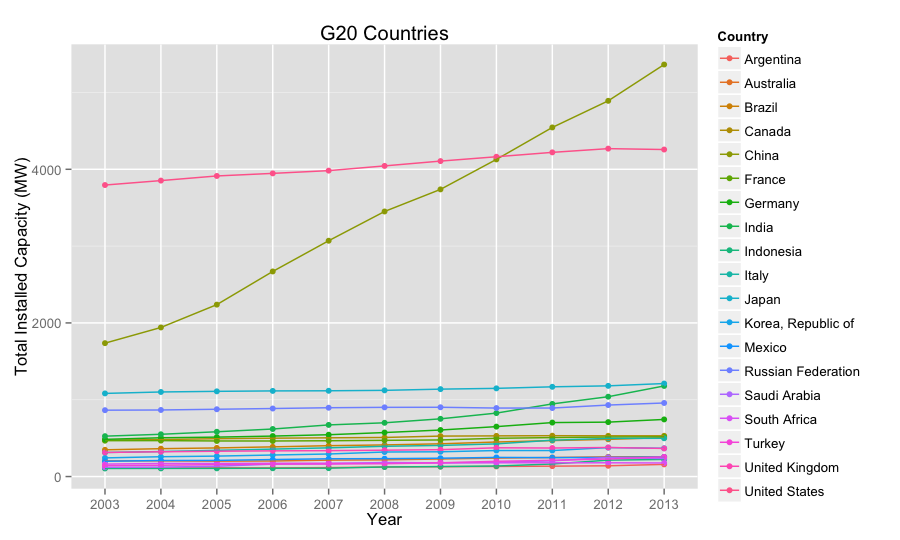 G20 Countries
Total Installed Capacity (MW)
4000
2000
0
2003 2004 2005 2006 2007 2008 2009 2010 2011 2012 2013
Year
Country
Argentina
Australia
Brazil
Canada
China
France
Germany
India
Indonesia
Italy
Japan
Korea, Republic of
Mexico
Russian Federation
Saudi Arabia
South Africa
Turkey
United Kingdom
United States